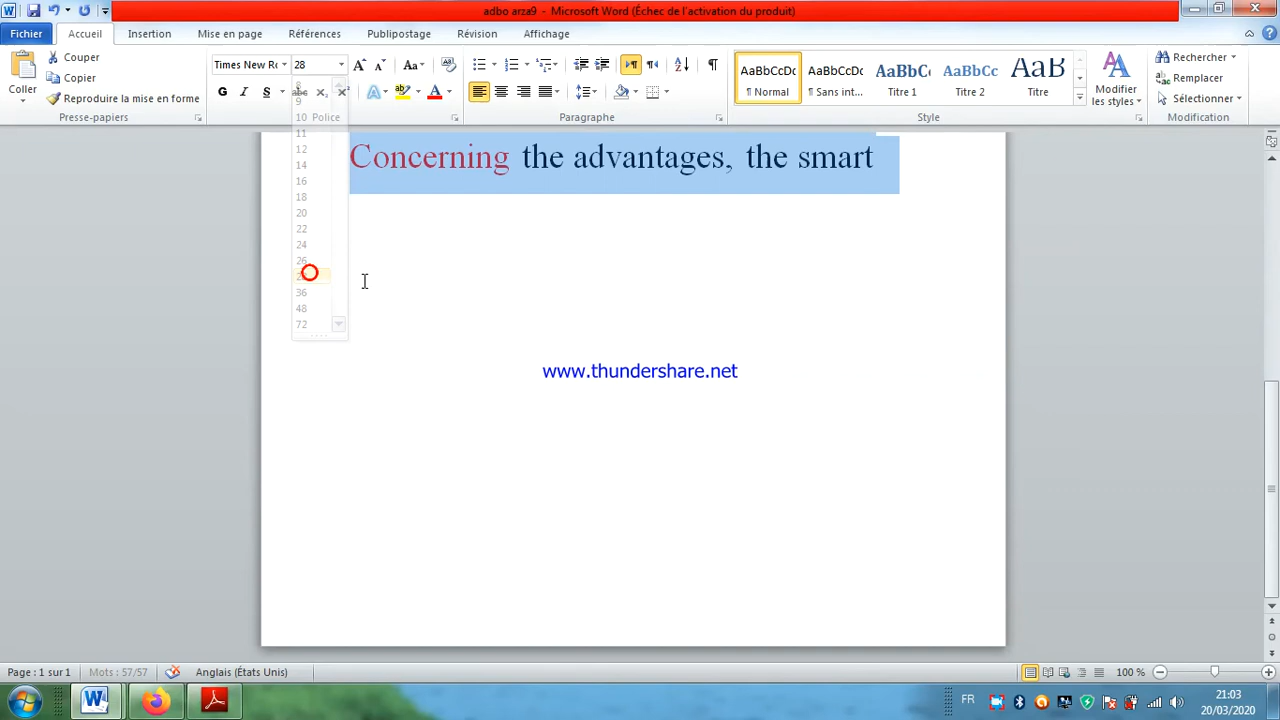 adbo arza9 - Microsoft Word (Échec de l'activation du produit)
Fichier Accueil Insertion Mise en page Références Publipostage Révision Affichage
Coller
Couper
Copier
Reproduire la mise en forme
Presse-papiers
Times New Ro 28
Police
Paragraphe
AaBbCcDc
¶ Normal
AaBbCcDc
¶ Sans int...
AaBbCc
Titre 1
AaBbCc
Titre 2
AaB
Titre
Style
Modifier
les styles
Rechercher
Remplacer
Sélectionner
Modification
8
9
10
11
12
14
16
18
20
22
24
26
36
48
72
Concerning the advantages, the smart
www.thundershare.net
Page : 1 sur 1 Mots : 57/57 Anglais (États Unis) 100 %
FR
21:03
20/03/2020